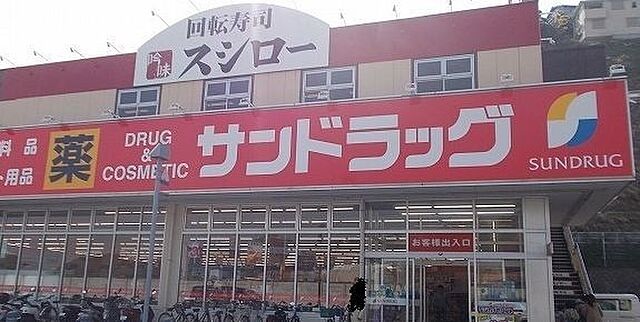 回転寿司
吟味
スシロー
料品
ト用品
薬
DRUG
&
COSMETIC
サンドラッグ
SUNDRUG
お客様出入口